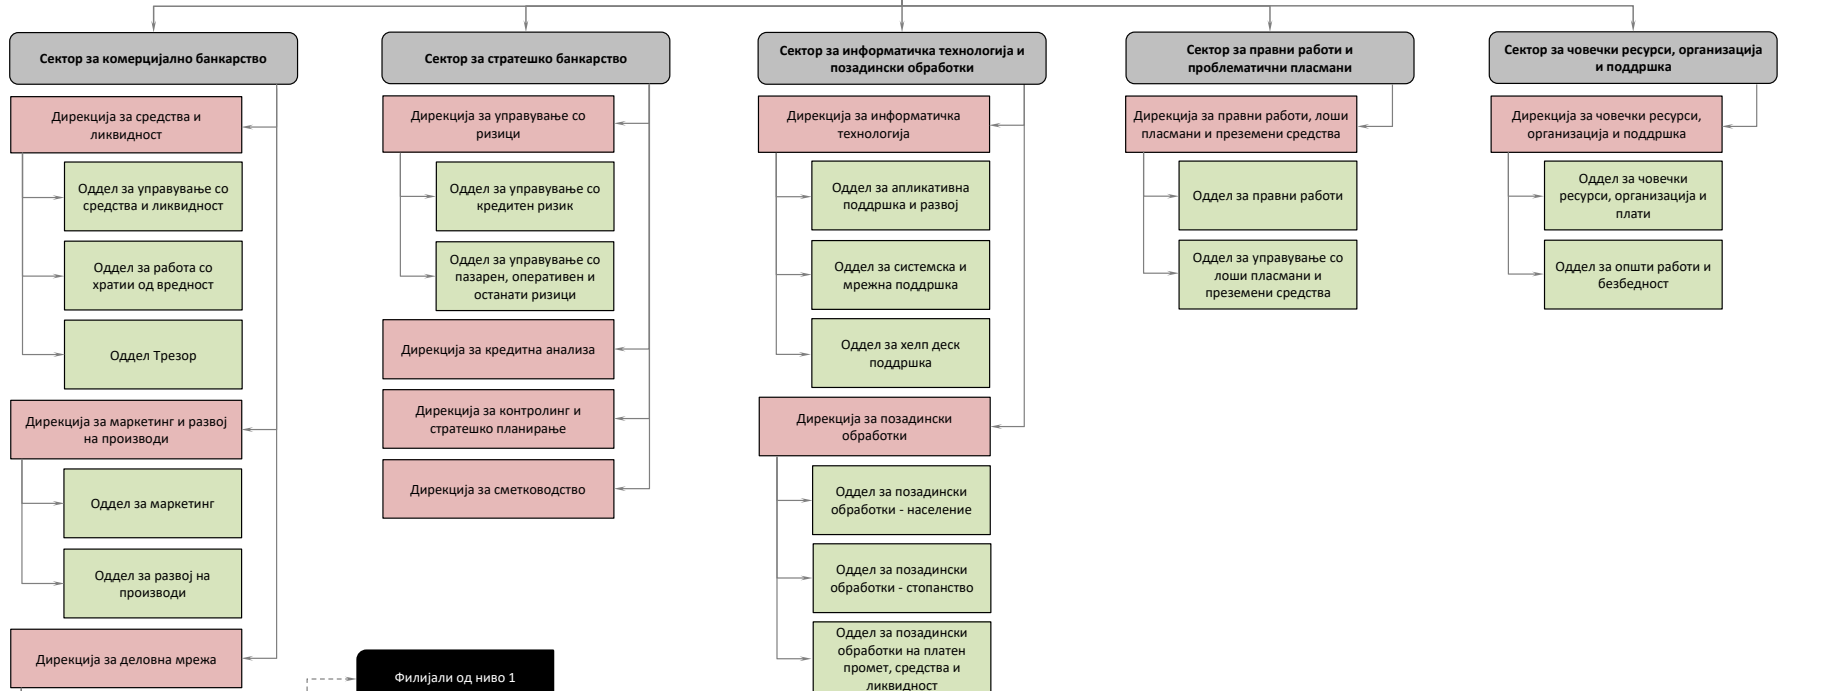 Сектор за комерцијално банкарство
Дирекција за средства и
ликвидност
Оддел за управување со
средства и ликвидност
Оддел за работа со
хратии од вредност
Оддел Трезор
Дирекција за маркетинг и развој
на производи
Оддел за маркетинг
Оддел за развој на
производи
Дирекција за деловна мрежа
Сектор за стратешко банкарство
Дирекција за управување со
ризици
Оддел за управување со
кредитен ризик
Оддел за управување со
пазарен, оперативен и
останати ризици
Дирекција за кредитна анализа
Дирекција за контролинг и
стратешко планирање
Дирекција за сметководство
Филијали од ниво 1
Сектор за информатичка технологија и
позадински обработки
Дирекција за информатичка
технологија
Оддел за апликативна
поддршка и развој
Оддел за системска и
мрежна поддршка
Оддел за хелп деск
поддршка
Дирекција за позадински
обработки
Оддел за позадински
обработки - население
Оддел за позадински
обработки - стопанство
Оддел за позадински
обработки на платен
промет, средства и
ликвидност
Сектор за правни работи и
проблематични пласмани
Дирекција за правни работи, лоши
пласмани и преземени средства
Оддел за правни работи
Оддел за управување со
лоши пласмани и
преземени средства
Сектор за човечки ресурси, организација
и поддршка
Дирекција за човечки ресурси,
организација и поддршка
Оддел за човечки
ресурси, организација и
плати
Оддел за општи работи и
безбедност